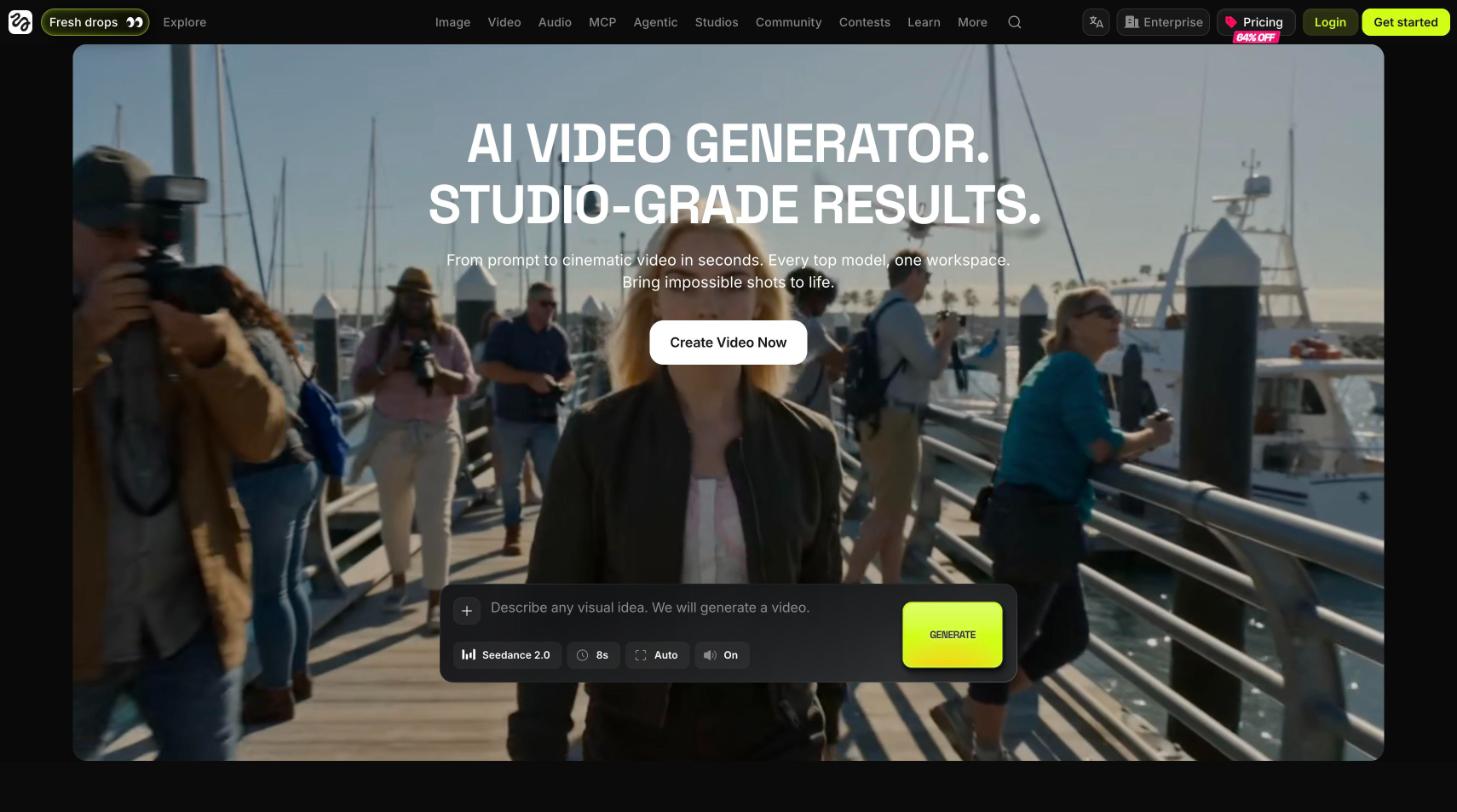 Fresh drops 👀
Explore
Image
Video
Audio
MCP
Agentic
Studios
Community
Contests
Learn
More
Enterprise
Pricing
64% OFF
Login
Get started
AI VIDEO GENERATOR.
STUDIO-GRADE RESULTS.
From prompt to cinematic video in seconds. Every top model, one workspace.
Bring impossible shots to life.
Create Video Now
Describe any visual idea. We will generate a video.
Seedance 2.0
8s
Auto
On
GENERATE